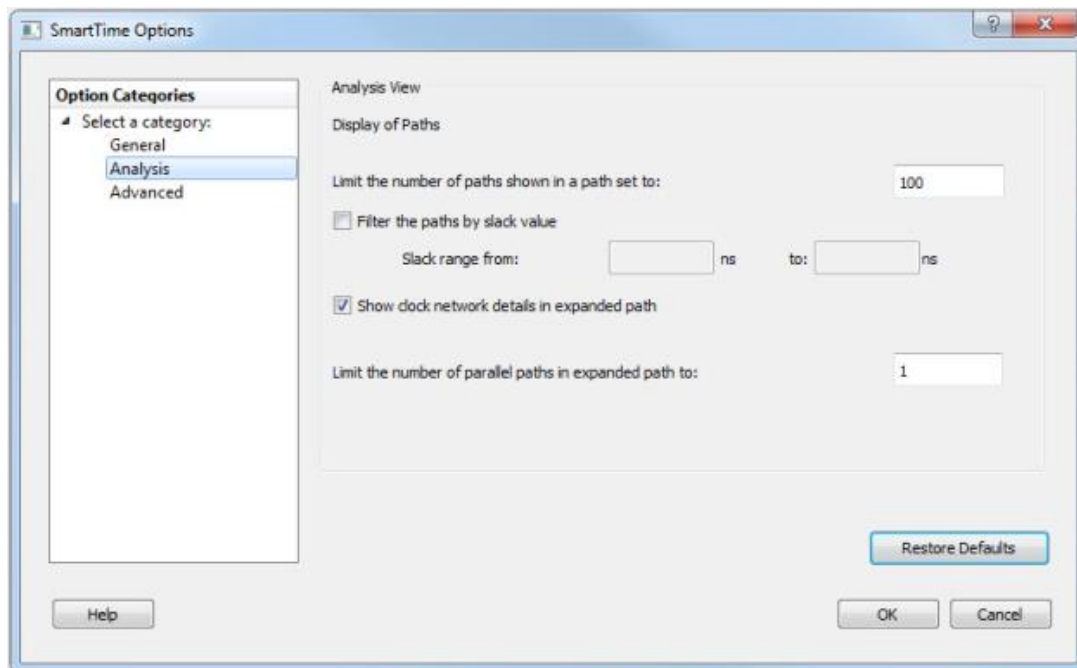 SmartTime Options
Option Categories
Select a category:
General
Analysis
Advanced
Analysis View
Display of Paths
Limit the number of paths shown in a path set to: 100
Filter the paths by slack value
Slack range from: ns to: ns
Show clock network details in expanded path
Limit the number of parallel paths in expanded path to: 1
Restore Defaults
Help OK Cancel